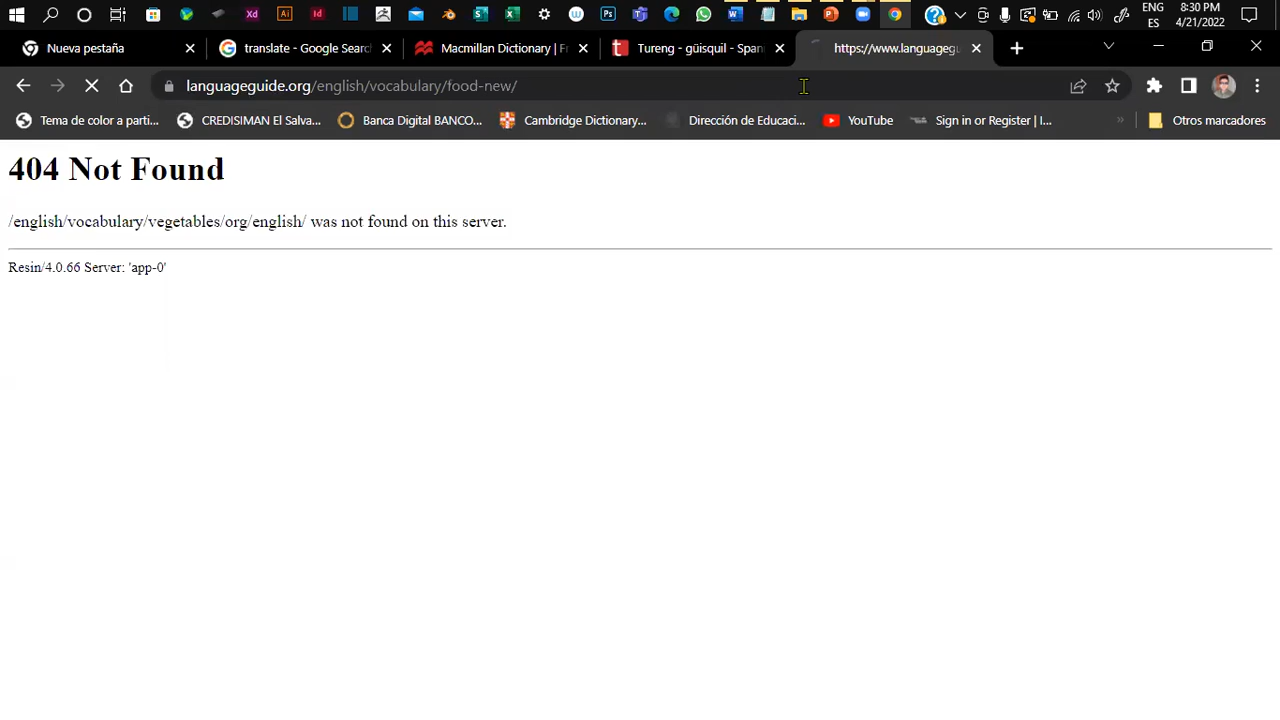 ENG
8:30 PM
ES
4/21/2022
Nueva pestaña
translate - Google Search
Macmillan Dictionary | F
Tureng - güisquil - Span
https://www.languagegu
languageguide.org/english/vocabulary/food-new/
Tema de color a parti...
CREDISIMAN El Salva...
Banca Digital BANCO...
Cambridge Dictionary...
Dirección de Educaci...
YouTube
Sign in or Register | I...
Otros marcadores
404 Not Found
/english/vocabulary/vegetables/org/english/ was not found on this server.
Resin/4.0.66 Server: 'app-0'